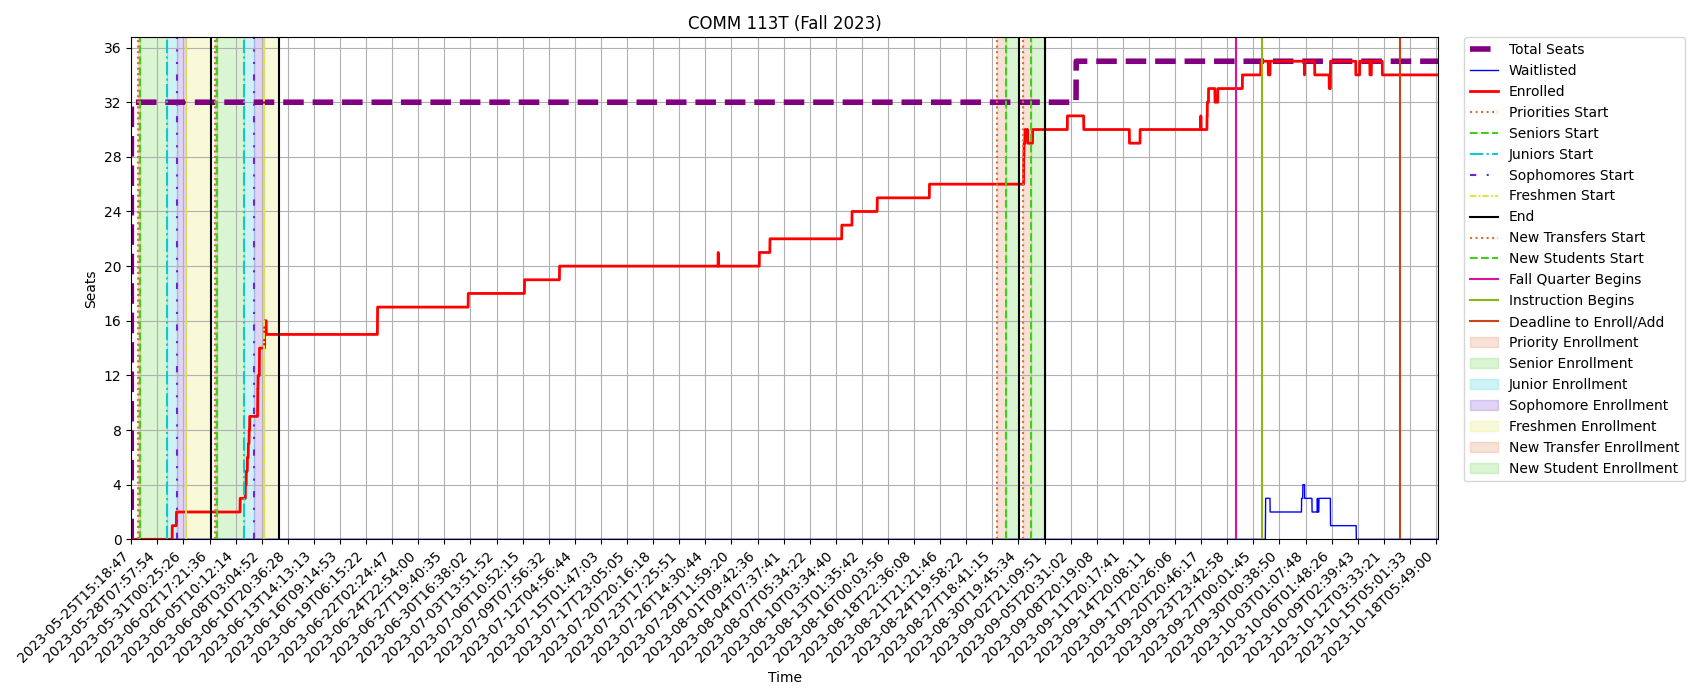 COMM 113T (Fall 2023)
36
32
28
24
20
16
12
8
4
0
Seats
2023-05-25T15:18:47
2023-05-28T07:57:54
2023-05-31T00:25:26
2023-06-02T17:21:36
2023-06-05T10:12:14
2023-06-08T03:04:52
2023-06-10T20:36:28
2023-06-13T14:13:13
2023-06-16T09:14:53
2023-06-19T06:15:22
2023-06-22T02:24:47
2023-06-24T22:54:00
2023-06-27T19:40:35
2023-06-30T16:38:02
2023-07-03T13:51:52
2023-07-06T10:52:15
2023-07-09T07:56:32
2023-07-12T04:56:44
2023-07-15T01:47:03
2023-07-17T23:05:05
2023-07-20T20:16:18
2023-07-23T17:25:51
2023-07-26T14:30:44
2023-07-29T11:59:20
2023-08-01T09:42:36
2023-08-04T07:37:41
2023-08-07T05:34:22
2023-08-10T03:34:40
2023-08-13T01:35:42
2023-08-16T00:03:56
2023-08-18T22:36:08
2023-08-21T21:21:46
2023-08-24T19:58:22
2023-08-27T18:41:15
2023-08-30T19:45:34
2023-09-02T21:09:51
2023-09-05T20:31:02
2023-09-08T20:19:08
2023-09-11T20:17:41
2023-09-14T20:08:11
2023-09-17T20:26:06
2023-09-20T20:46:17
2023-09-23T23:42:58
2023-09-27T00:01:45
2023-09-30T00:38:50
2023-10-03T01:07:48
2023-10-06T01:48:26
2023-10-09T02:39:43
2023-10-12T03:33:21
2023-10-15T05:01:33
2023-10-18T05:49:00
Time
Total Seats
Waitlisted
Enrolled
Priorities Start
Seniors Start
Juniors Start
Sophomores Start
Freshmen Start
End
New Transfers Start
New Students Start
Fall Quarter Begins
Instruction Begins
Deadline to Enroll/Add
Priority Enrollment
Senior Enrollment
Junior Enrollment
Sophomore Enrollment
Freshmen Enrollment
New Transfer Enrollment
New Student Enrollment